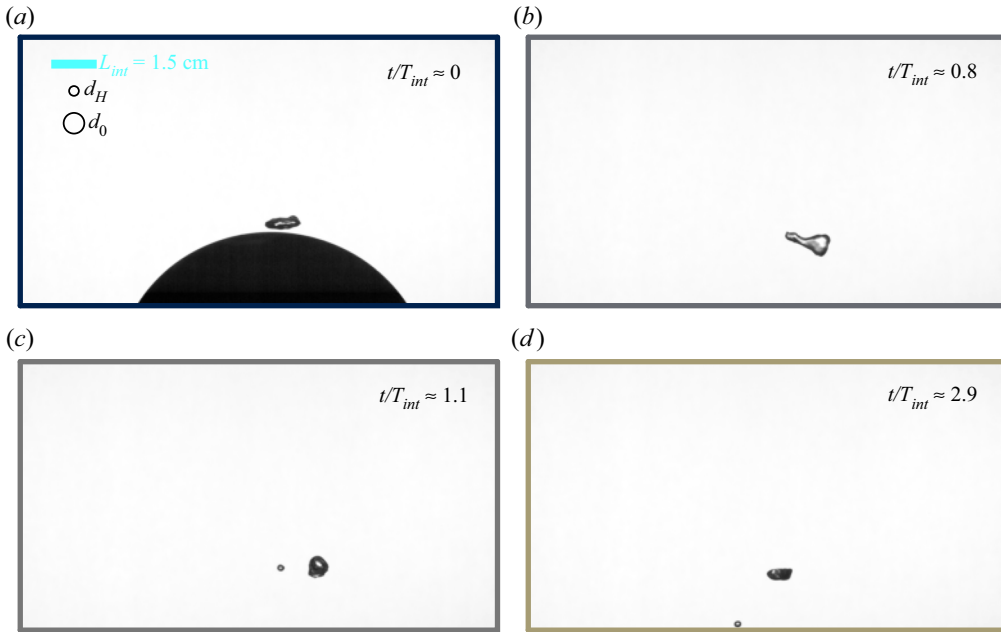 (a)
L_int = 1.5 cm
t/T_int ≈ 0
d_H
d_0
(b)
t/T_int ≈ 0.8
(c)
t/T_int ≈ 1.1
(d)
t/T_int ≈ 2.9